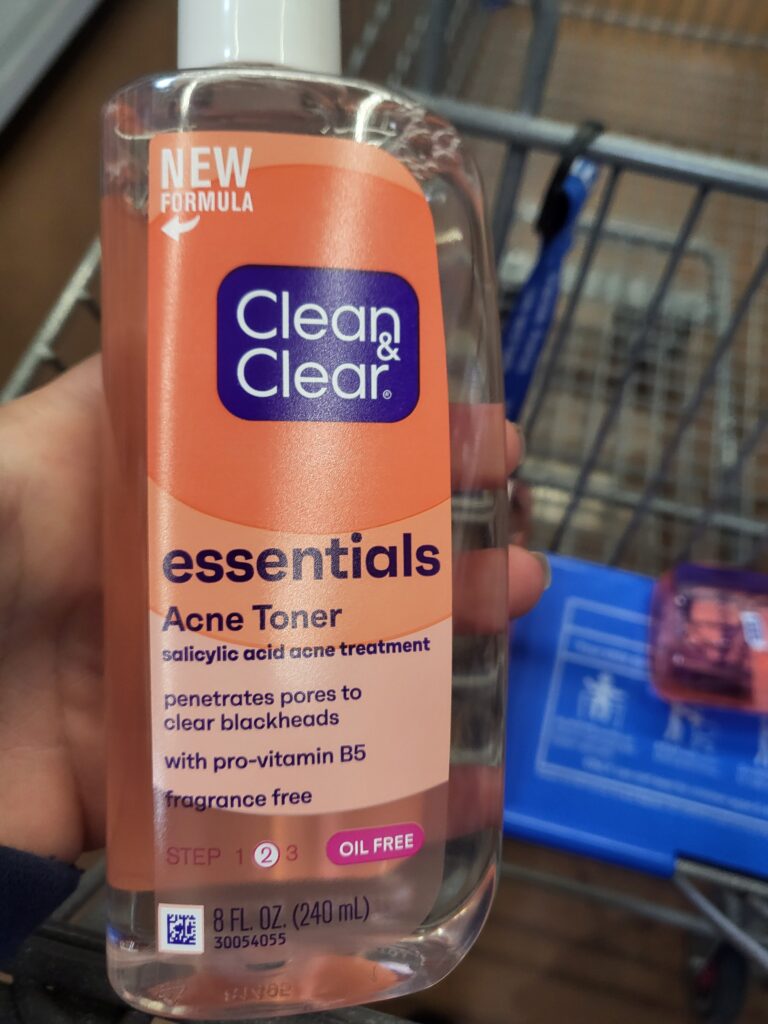 NEW
FORMULA
Clean
&
Clear®
essentials
Acne Toner
salicylic acid acne treatment
penetrates pores to
clear blackheads
with pro-vitamin B5
fragrance free
STEP 1 2 3
OIL FREE
8 FL. OZ. (240 mL)
30054055